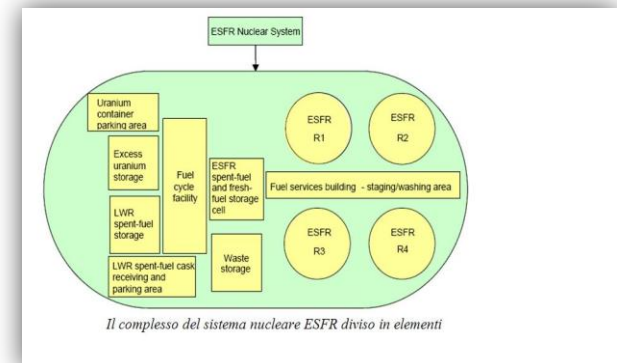 ESFR Nuclear System
Uranium
container
parking area
Excess
uranium
storage
LWR
spent-fuel
storage
LWR spent-fuel cask
receiving and
parking area
Fuel
cycle
facility
ESFR
spent-fuel
and fresh-
fuel storage
cell
Waste
storage
ESFR
R1
ESFR
R2
Fuel services building - staging/washing area
ESFR
R3
ESFR
R4
Il complesso del sistema nucleare ESFR diviso in elementi